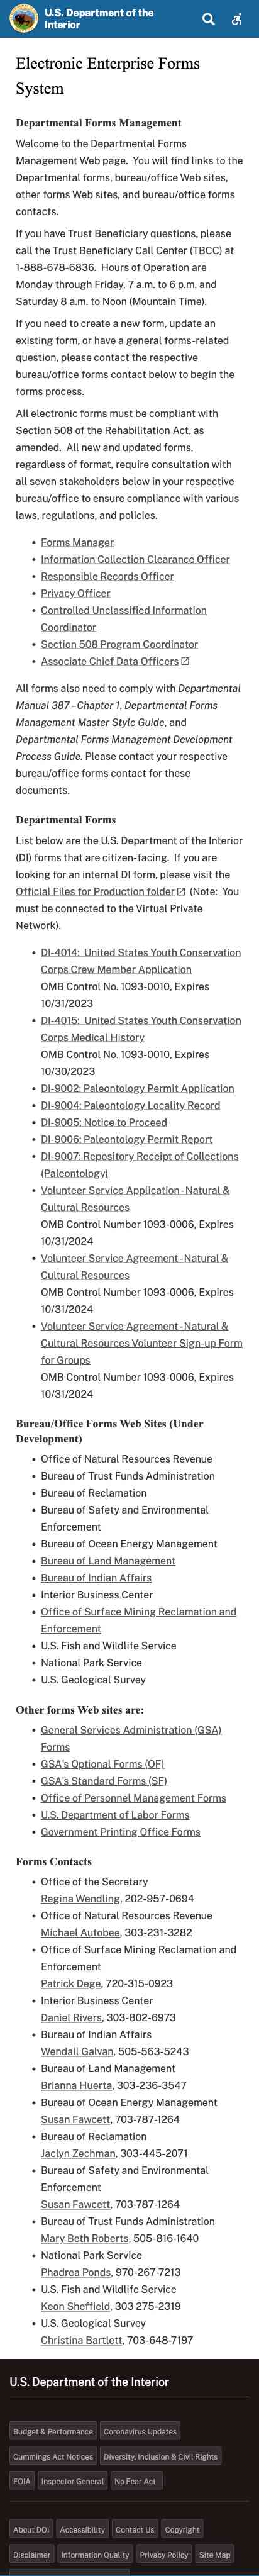 U.S. Department of the
Interior
Electronic Enterprise Forms
System
Departmental Forms Management
Welcome to the Departmental Forms
Management Web page.  You will find links to the
Departmental forms, bureau/office Web sites,
other forms Web sites, and bureau/office forms
contacts.
If you have Trust Beneficiary questions, please
call the Trust Beneficiary Call Center (TBCC) at
1-888-678-6836.  Hours of Operation are
Monday through Friday, 7 a.m. to 6 p.m. and
Saturday 8 a.m. to Noon (Mountain Time).
If you need to create a new form, update an
existing form, or have a general forms-related
question, please contact the respective
bureau/office forms contact below to begin the
forms process.
All electronic forms must be compliant with
Section 508 of the Rehabilitation Act, as
amended.  All new and updated forms,
regardless of format, require consultation with
all seven stakeholders below in your respective
bureau/office to ensure compliance with various
laws, regulations, and policies.
• Forms Manager
• Information Collection Clearance Officer
• Responsible Records Officer
• Privacy Officer
• Controlled Unclassified Information
Coordinator
• Section 508 Program Coordinator
• Associate Chief Data Officers
All forms also need to comply with Departmental
Manual 387 – Chapter 1, Departmental Forms
Management Master Style Guide, and
Departmental Forms Management Development
Process Guide. Please contact your respective
bureau/office forms contact for these
documents.
Departmental Forms
List below are the U.S. Department of the Interior
(DI) forms that are citizen-facing.  If you are
looking for an internal DI form, please visit the
Official Files for Production folder  (Note:  You
must be connected to the Virtual Private
Network).
• DI-4014:  United States Youth Conservation
Corps Crew Member Application
OMB Control No. 1093-0010, Expires
10/31/2023
• DI-4015:  United States Youth Conservation
Corps Medical History
OMB Control No. 1093-0010, Expires
10/30/2023
• DI-9002: Paleontology Permit Application
• DI-9004: Paleontology Locality Record
• DI-9005: Notice to Proceed
• DI-9006: Paleontology Permit Report
• DI-9007: Repository Receipt of Collections
(Paleontology)
• Volunteer Service Application - Natural &
Cultural Resources
OMB Control Number 1093-0006, Expires
10/31/2024
• Volunteer Service Agreement - Natural &
Cultural Resources
OMB Control Number 1093-0006, Expires
10/31/2024
• Volunteer Service Agreement - Natural &
Cultural Resources Volunteer Sign-up Form
for Groups
OMB Control Number 1093-0006, Expires
10/31/2024
Bureau/Office Forms Web Sites (Under
Development)
• Office of Natural Resources Revenue
• Bureau of Trust Funds Administration
• Bureau of Reclamation
• Bureau of Safety and Environmental
Enforcement
• Bureau of Ocean Energy Management
• Bureau of Land Management
• Bureau of Indian Affairs
• Interior Business Center
• Office of Surface Mining Reclamation and
Enforcement
• U.S. Fish and Wildlife Service
• National Park Service
• U.S. Geological Survey
Other forms Web sites are:
• General Services Administration (GSA)
Forms
• GSA's Optional Forms (OF)
• GSA's Standard Forms (SF)
• Office of Personnel Management Forms
• U.S. Department of Labor Forms
• Government Printing Office Forms
Forms Contacts
• Office of the Secretary
Regina Wendling, 202-957-0694
• Office of Natural Resources Revenue
Michael Autobee, 303-231-3282
• Office of Surface Mining Reclamation and
Enforcement
Patrick Dege, 720-315-0923
• Interior Business Center
Daniel Rivers, 303-802-6973
• Bureau of Indian Affairs
Wendall Galvan, 505-563-5243
• Bureau of Land Management
Brianna Huerta, 303-236-3547
• Bureau of Ocean Energy Management
Susan Fawcett, 703-787-1264
• Bureau of Reclamation
Jaclyn Zechman, 303-445-2071
• Bureau of Safety and Environmental
Enforcement
Susan Fawcett, 703-787-1264
• Bureau of Trust Funds Administration
Mary Beth Roberts, 505-816-1640
• National Park Service
Phadrea Ponds, 970-267-7213
• U.S. Fish and Wildlife Service
Keon Sheffield, 303 275-2319
• U.S. Geological Survey
Christina Bartlett, 703-648-7197
U.S. Department of the Interior
Budget & Performance Coronavirus Updates
Cummings Act Notices Diversity, Inclusion & Civil Rights
FOIA Inspector General No Fear Act
About DOI Accessibility Contact Us Copyright
Disclaimer Information Quality Privacy Policy Site Map